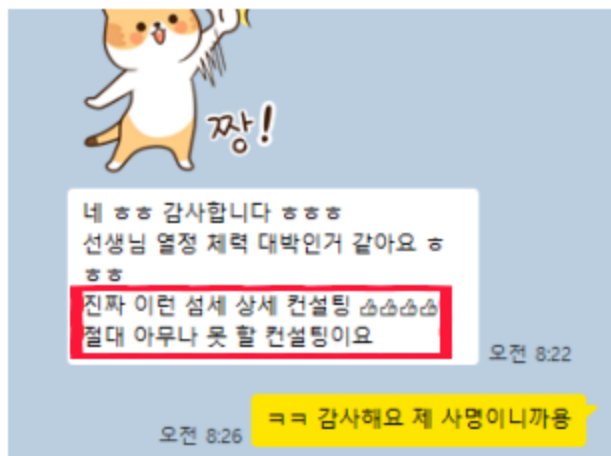 짱!
네 ㅎㅎ 감사합니다 ㅎㅎㅎ
선생님 열정 체력 대박인거 같아요 ㅎ
ㅎㅎ
진짜 이런 섬세 상세 컨설팅 👍👍👍👍
절대 아무나 못 할 컨설팅이요
오전 8:22
ㅋㅋ 감사해요 제 사명이니까용
오전 8:26